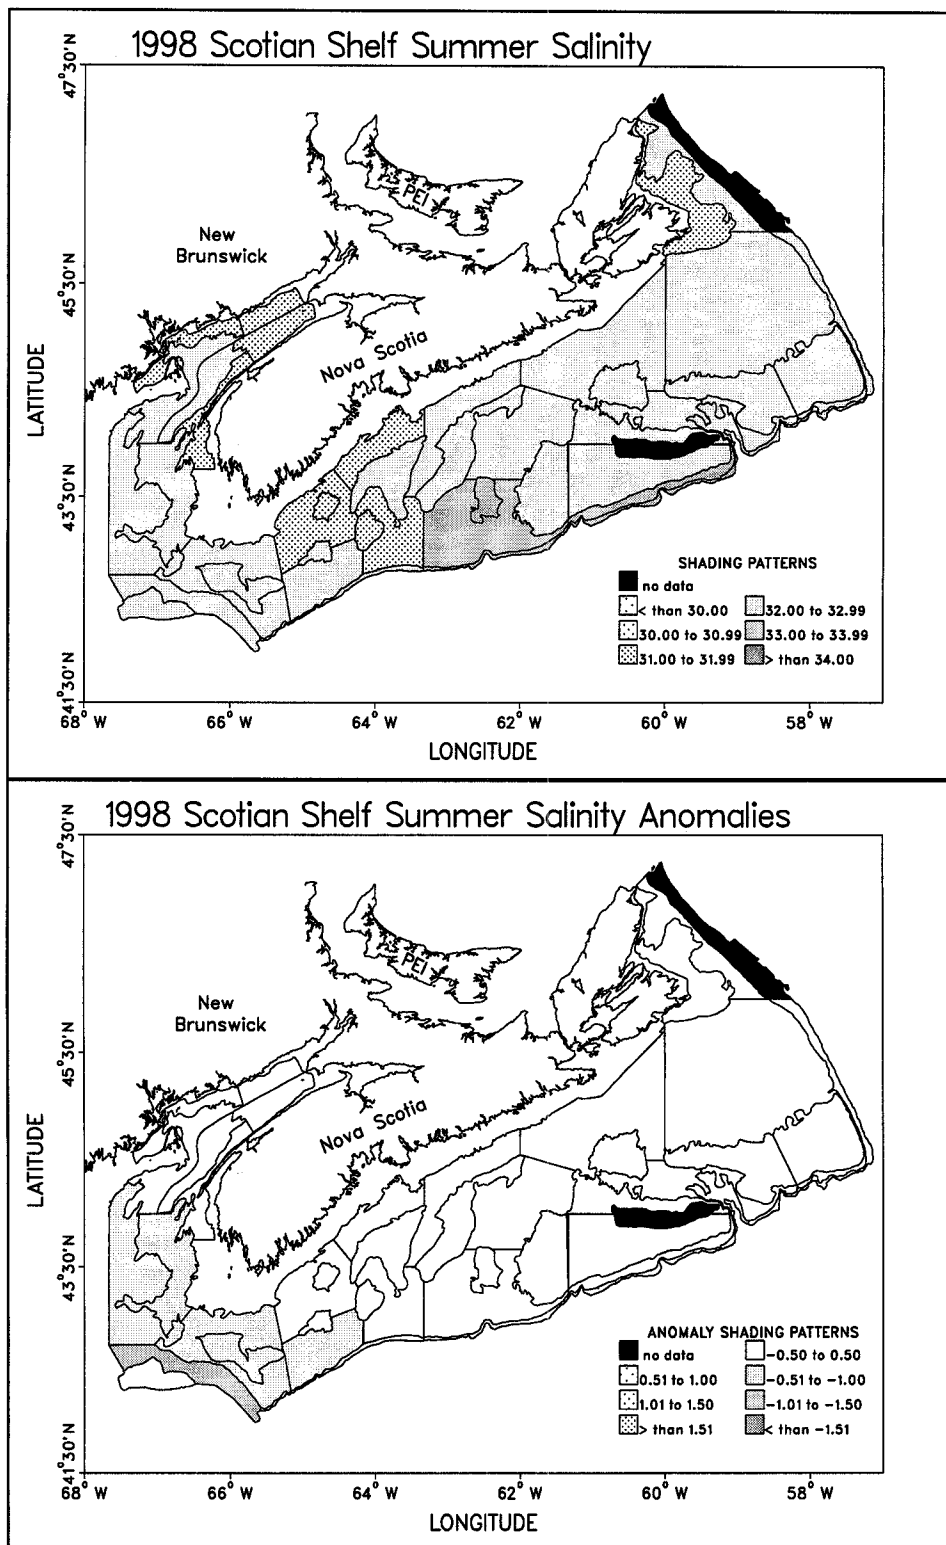 1998 Scotian Shelf Summer Salinity
47°30'N
PEI
New
Brunswick
45°30'N
Nova Scotia
LATITUDE
43°30'N
SHADING PATTERNS
no data
< than 30.00
32.00 to 32.99
30.00 to 30.99
33.00 to 33.99
31.00 to 31.99
> than 34.00
41°30'N
68° W
66° W
64° W
62° W
60° W
58° W
LONGITUDE
1998 Scotian Shelf Summer Salinity Anomalies
47°30'N
PEI
New
Brunswick
45°30'N
Nova Scotia
LATITUDE
43°30'N
ANOMALY SHADING PATTERNS
no data
-0.50 to 0.50
0.51 to 1.00
-0.51 to -1.00
1.01 to 1.50
-1.01 to -1.50
> than 1.51
< than -1.51
41°30'N
68° W
66° W
64° W
62° W
60° W
58° W
LONGITUDE